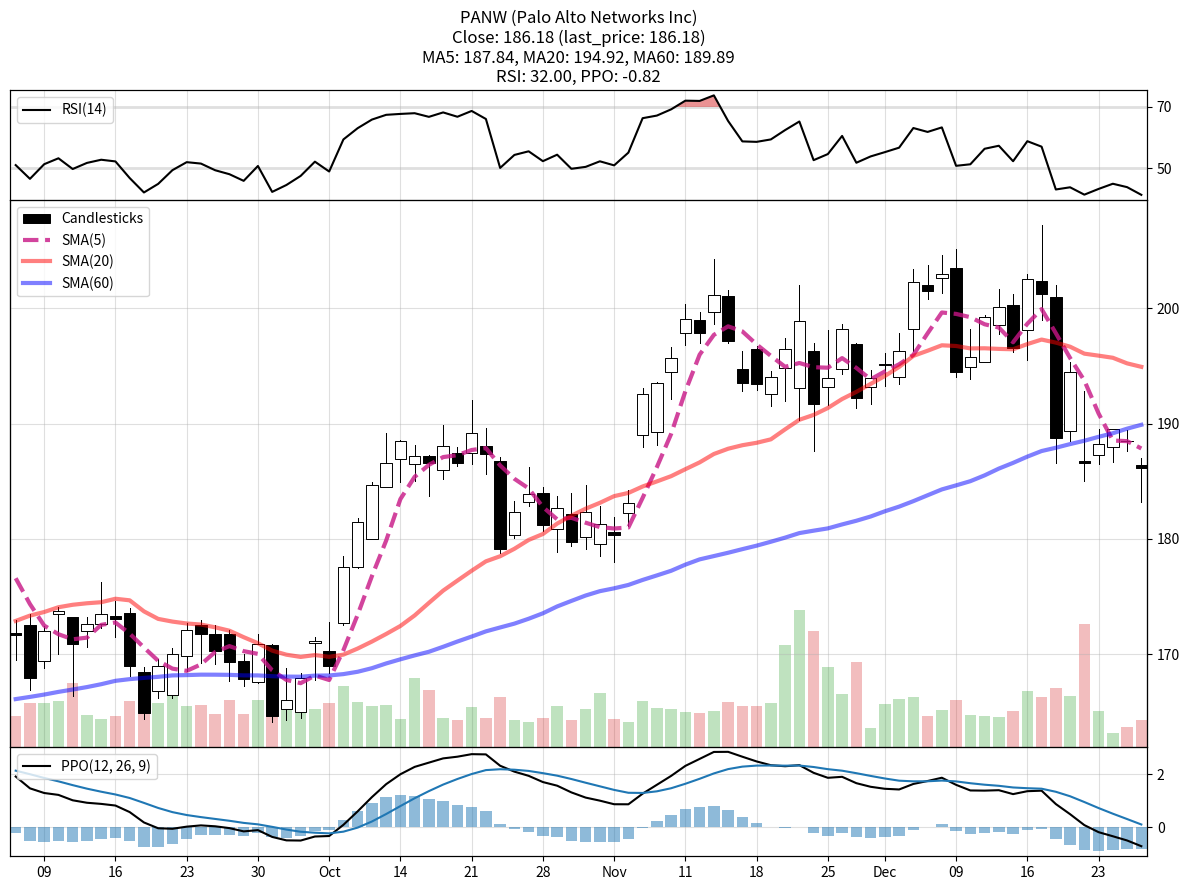 PANW (Palo Alto Networks Inc)
Close: 186.18 (last_price: 186.18)
MA5: 187.84, MA20: 194.92, MA60: 189.89
RSI: 32.00, PPO: -0.82
RSI(14)
70
50
Candlesticks
SMA(5)
SMA(20)
SMA(60)
200
190
180
170
PPO(12, 26, 9)
2
0
09 16 23 30 Oct 14 21 28 Nov 11 18 25 Dec 09 16 23